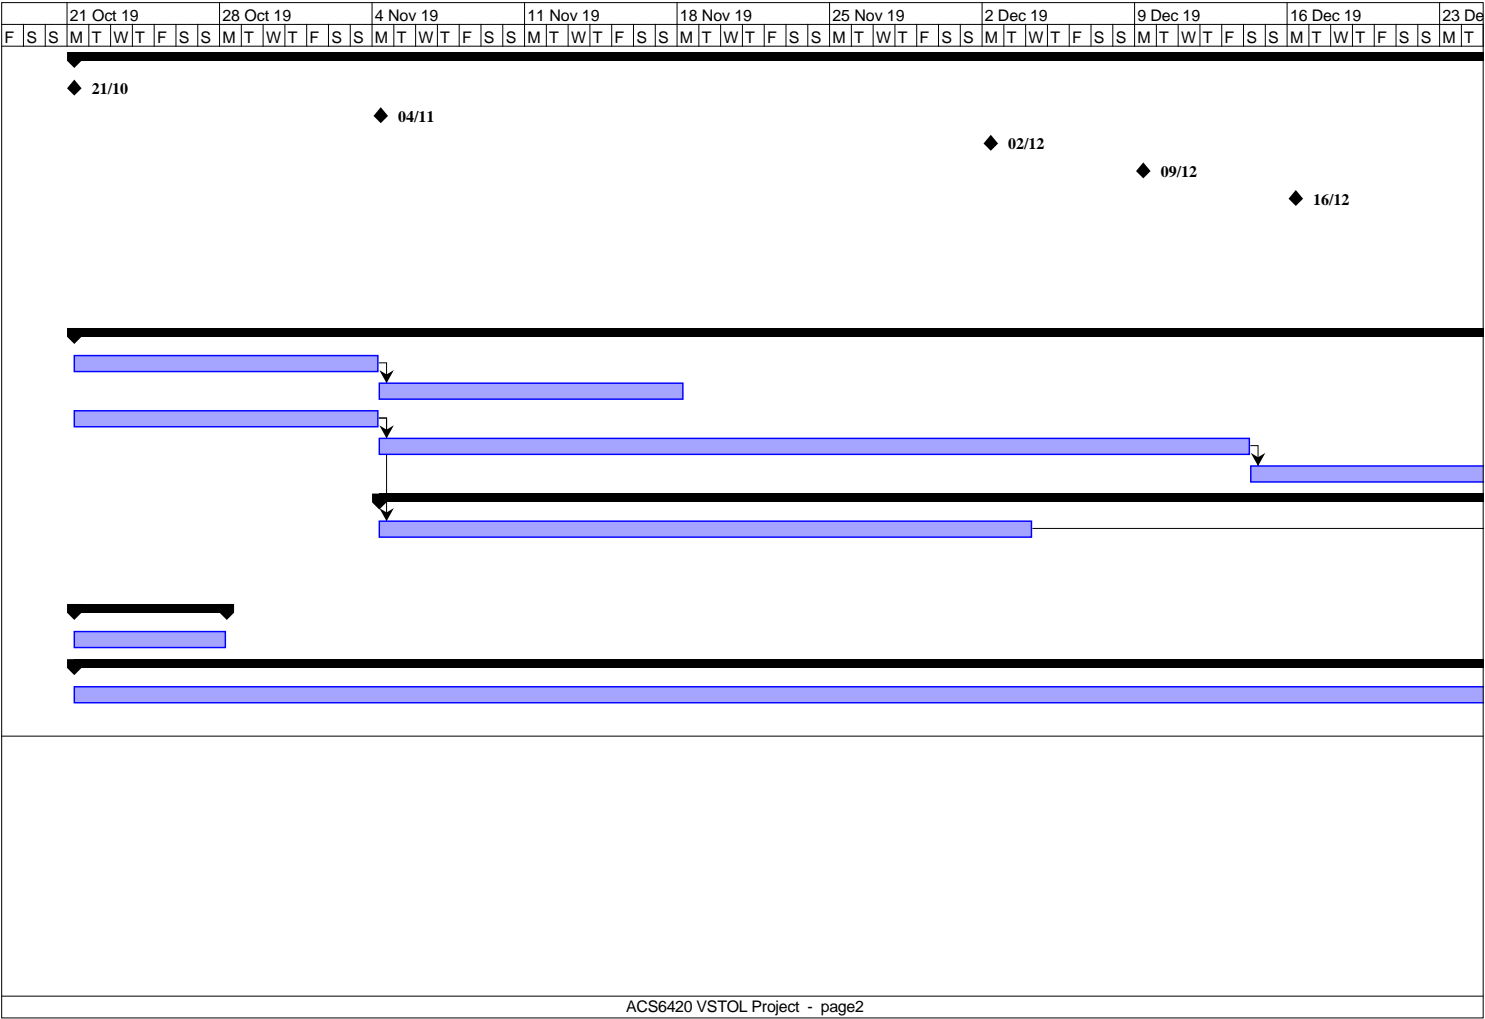 21 Oct 19 28 Oct 19 4 Nov 19 11 Nov 19 18 Nov 19 25 Nov 19 2 Dec 19 9 Dec 19 16 Dec 19 23 De
F S S M T W T F S S M T W T F S S M T W T F S S M T W T F S S M T W T F S S M T W T F S S M T W T F S S M T W T F S S M T W T F S S M T
21/10
04/11
02/12
09/12
16/12
ACS6420 VSTOL Project - page2